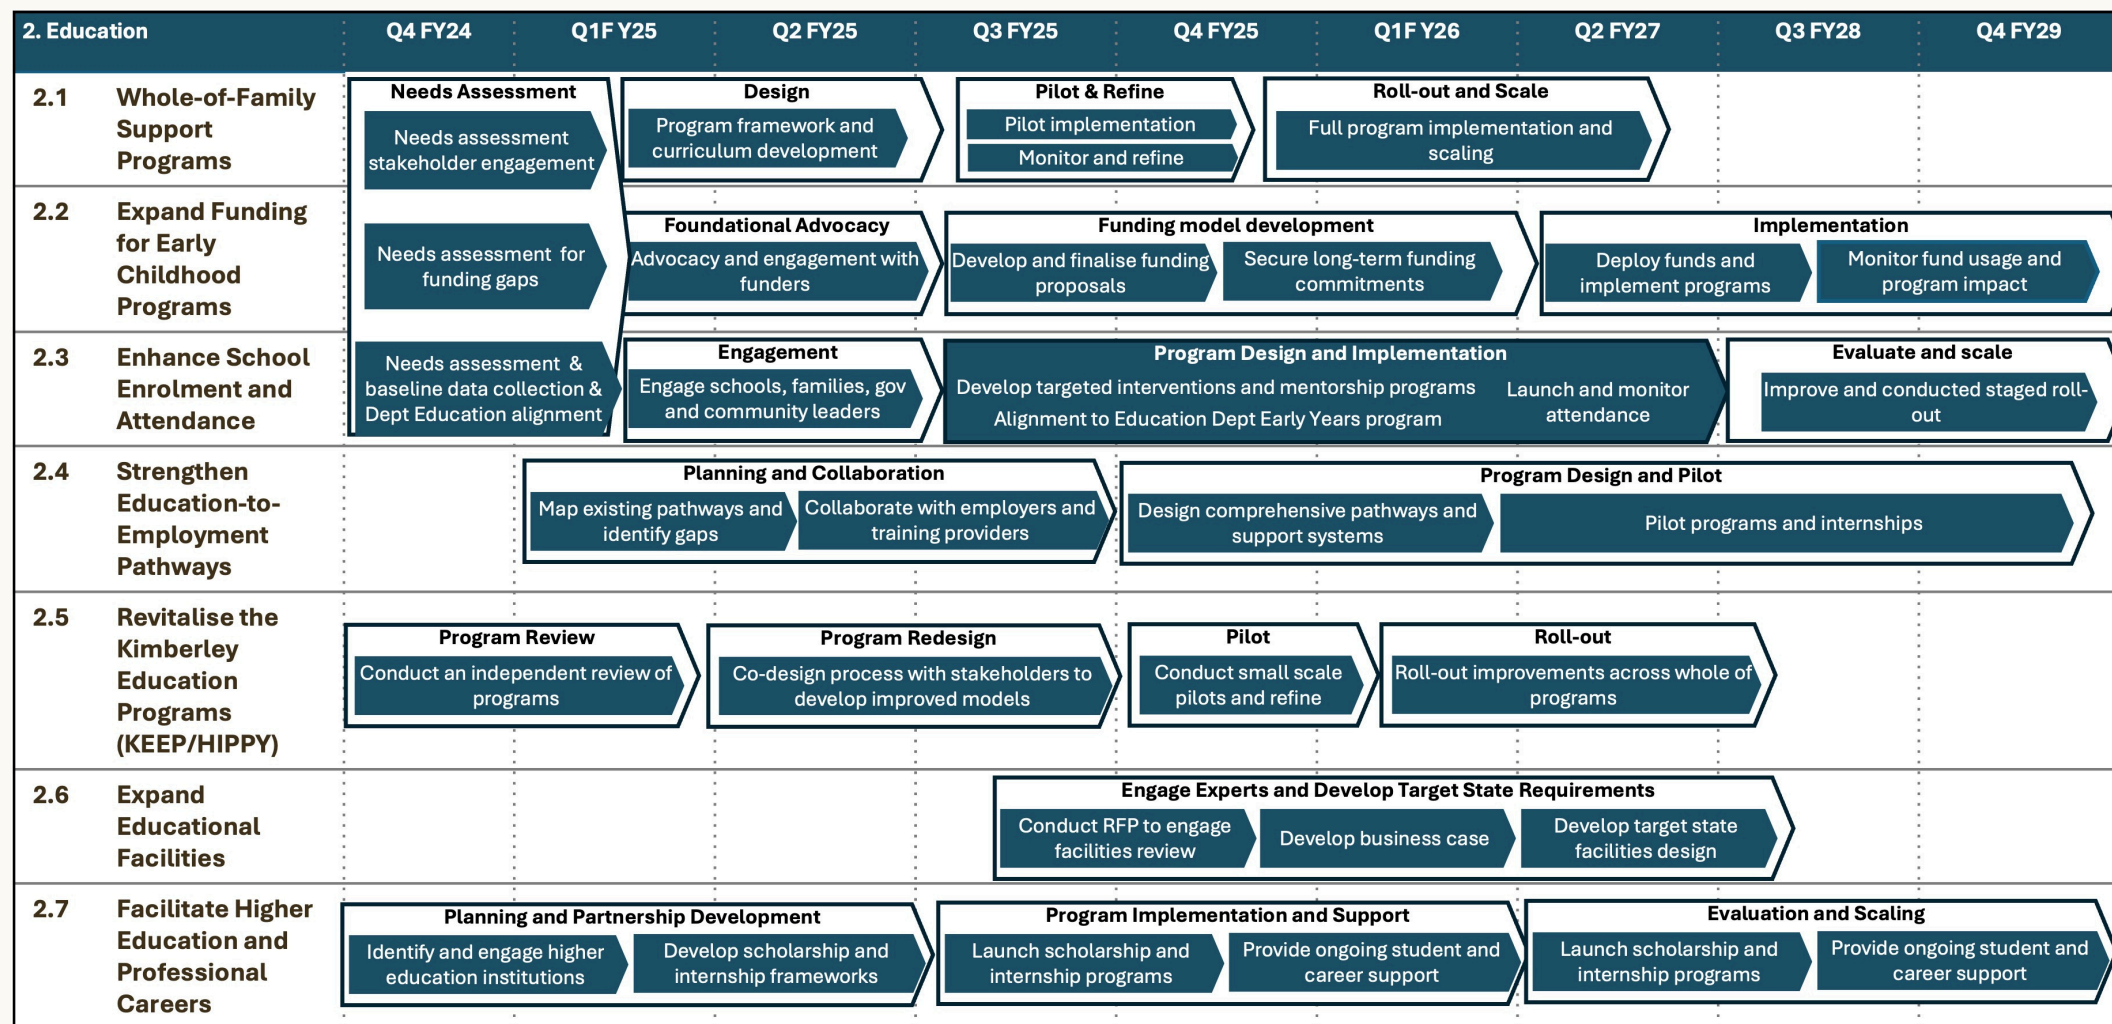 2. Education
Q4 FY24
Q1F Y25
Q2 FY25
Q3 FY25
Q4 FY25
Q1F Y26
Q2 FY27
Q3 FY28
Q4 FY29
2.1
Whole-of-Family
Support
Programs
Needs Assessment
Needs assessment
stakeholder engagement
Design
Program framework and
curriculum development
Pilot & Refine
Pilot implementation
Monitor and refine
Roll-out and Scale
Full program implementation and
scaling
2.2
Expand Funding
for Early
Childhood
Programs
Needs assessment for
funding gaps
Foundational Advocacy
Advocacy and engagement with
funders
Funding model development
Develop and finalise funding
proposals
Secure long-term funding
commitments
Implementation
Deploy funds and
implement programs
Monitor fund usage and
program impact
2.3
Enhance School
Enrolment and
Attendance
Needs assessment &
baseline data collection &
Dept Education alignment
Engagement
Engage schools, families, gov
and community leaders
Program Design and Implementation
Develop targeted interventions and mentorship programs
Alignment to Education Dept Early Years program
Launch and monitor
attendance
Evaluate and scale
Improve and conducted staged roll-
out
2.4
Strengthen
Education-to-
Employment
Pathways
Planning and Collaboration
Map existing pathways and
identify gaps
Collaborate with employers and
training providers
Program Design and Pilot
Design comprehensive pathways and
support systems
Pilot programs and internships
2.5
Revitalise the
Kimberley
Education
Programs
(KEEP/HIPPY)
Program Review
Conduct an independent review of
programs
Program Redesign
Co-design process with stakeholders to
develop improved models
Pilot
Conduct small scale
pilots and refine
Roll-out
Roll-out improvements across whole of
programs
2.6
Expand
Educational
Facilities
Engage Experts and Develop Target State Requirements
Conduct RFP to engage
facilities review
Develop business case
Develop target state
facilities design
2.7
Facilitate Higher
Education and
Professional
Careers
Planning and Partnership Development
Identify and engage higher
education institutions
Develop scholarship and
internship frameworks
Program Implementation and Support
Launch scholarship and
internship programs
Provide ongoing student and
career support
Evaluation and Scaling
Launch scholarship and
internship programs
Provide ongoing student and
career support